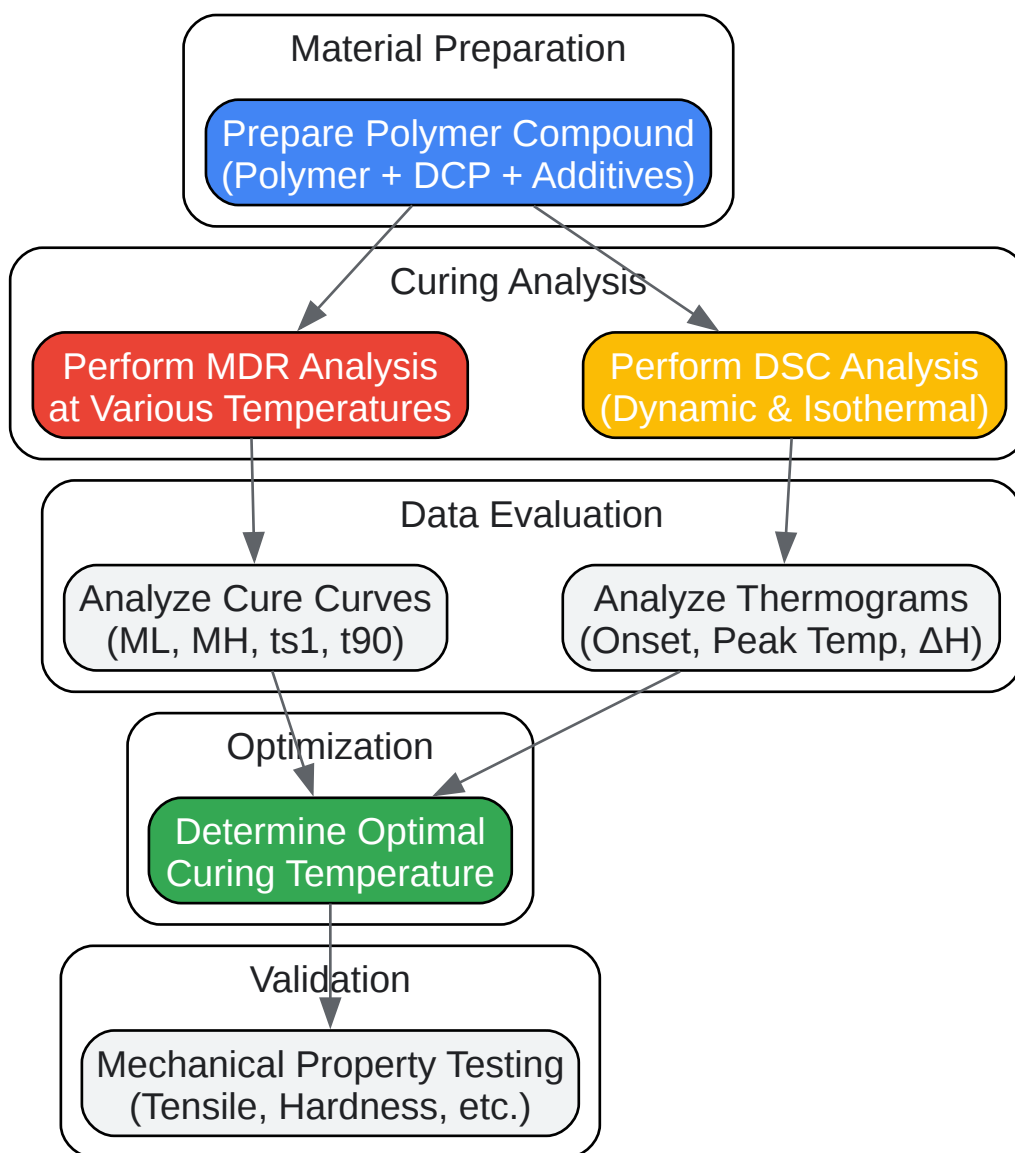 Material Preparation
Prepare Polymer Compound
(Polymer + DCP + Additives)
Curing Analysis
Perform MDR Analysis
at Various Temperatures
Perform DSC Analysis
(Dynamic & Isothermal)
Data Evaluation
Analyze Cure Curves
(ML, MH, ts1, t90)
Analyze Thermograms
(Onset, Peak Temp, ΔH)
Optimization
Determine Optimal
Curing Temperature
Validation
Mechanical Property Testing
(Tensile, Hardness, etc.)